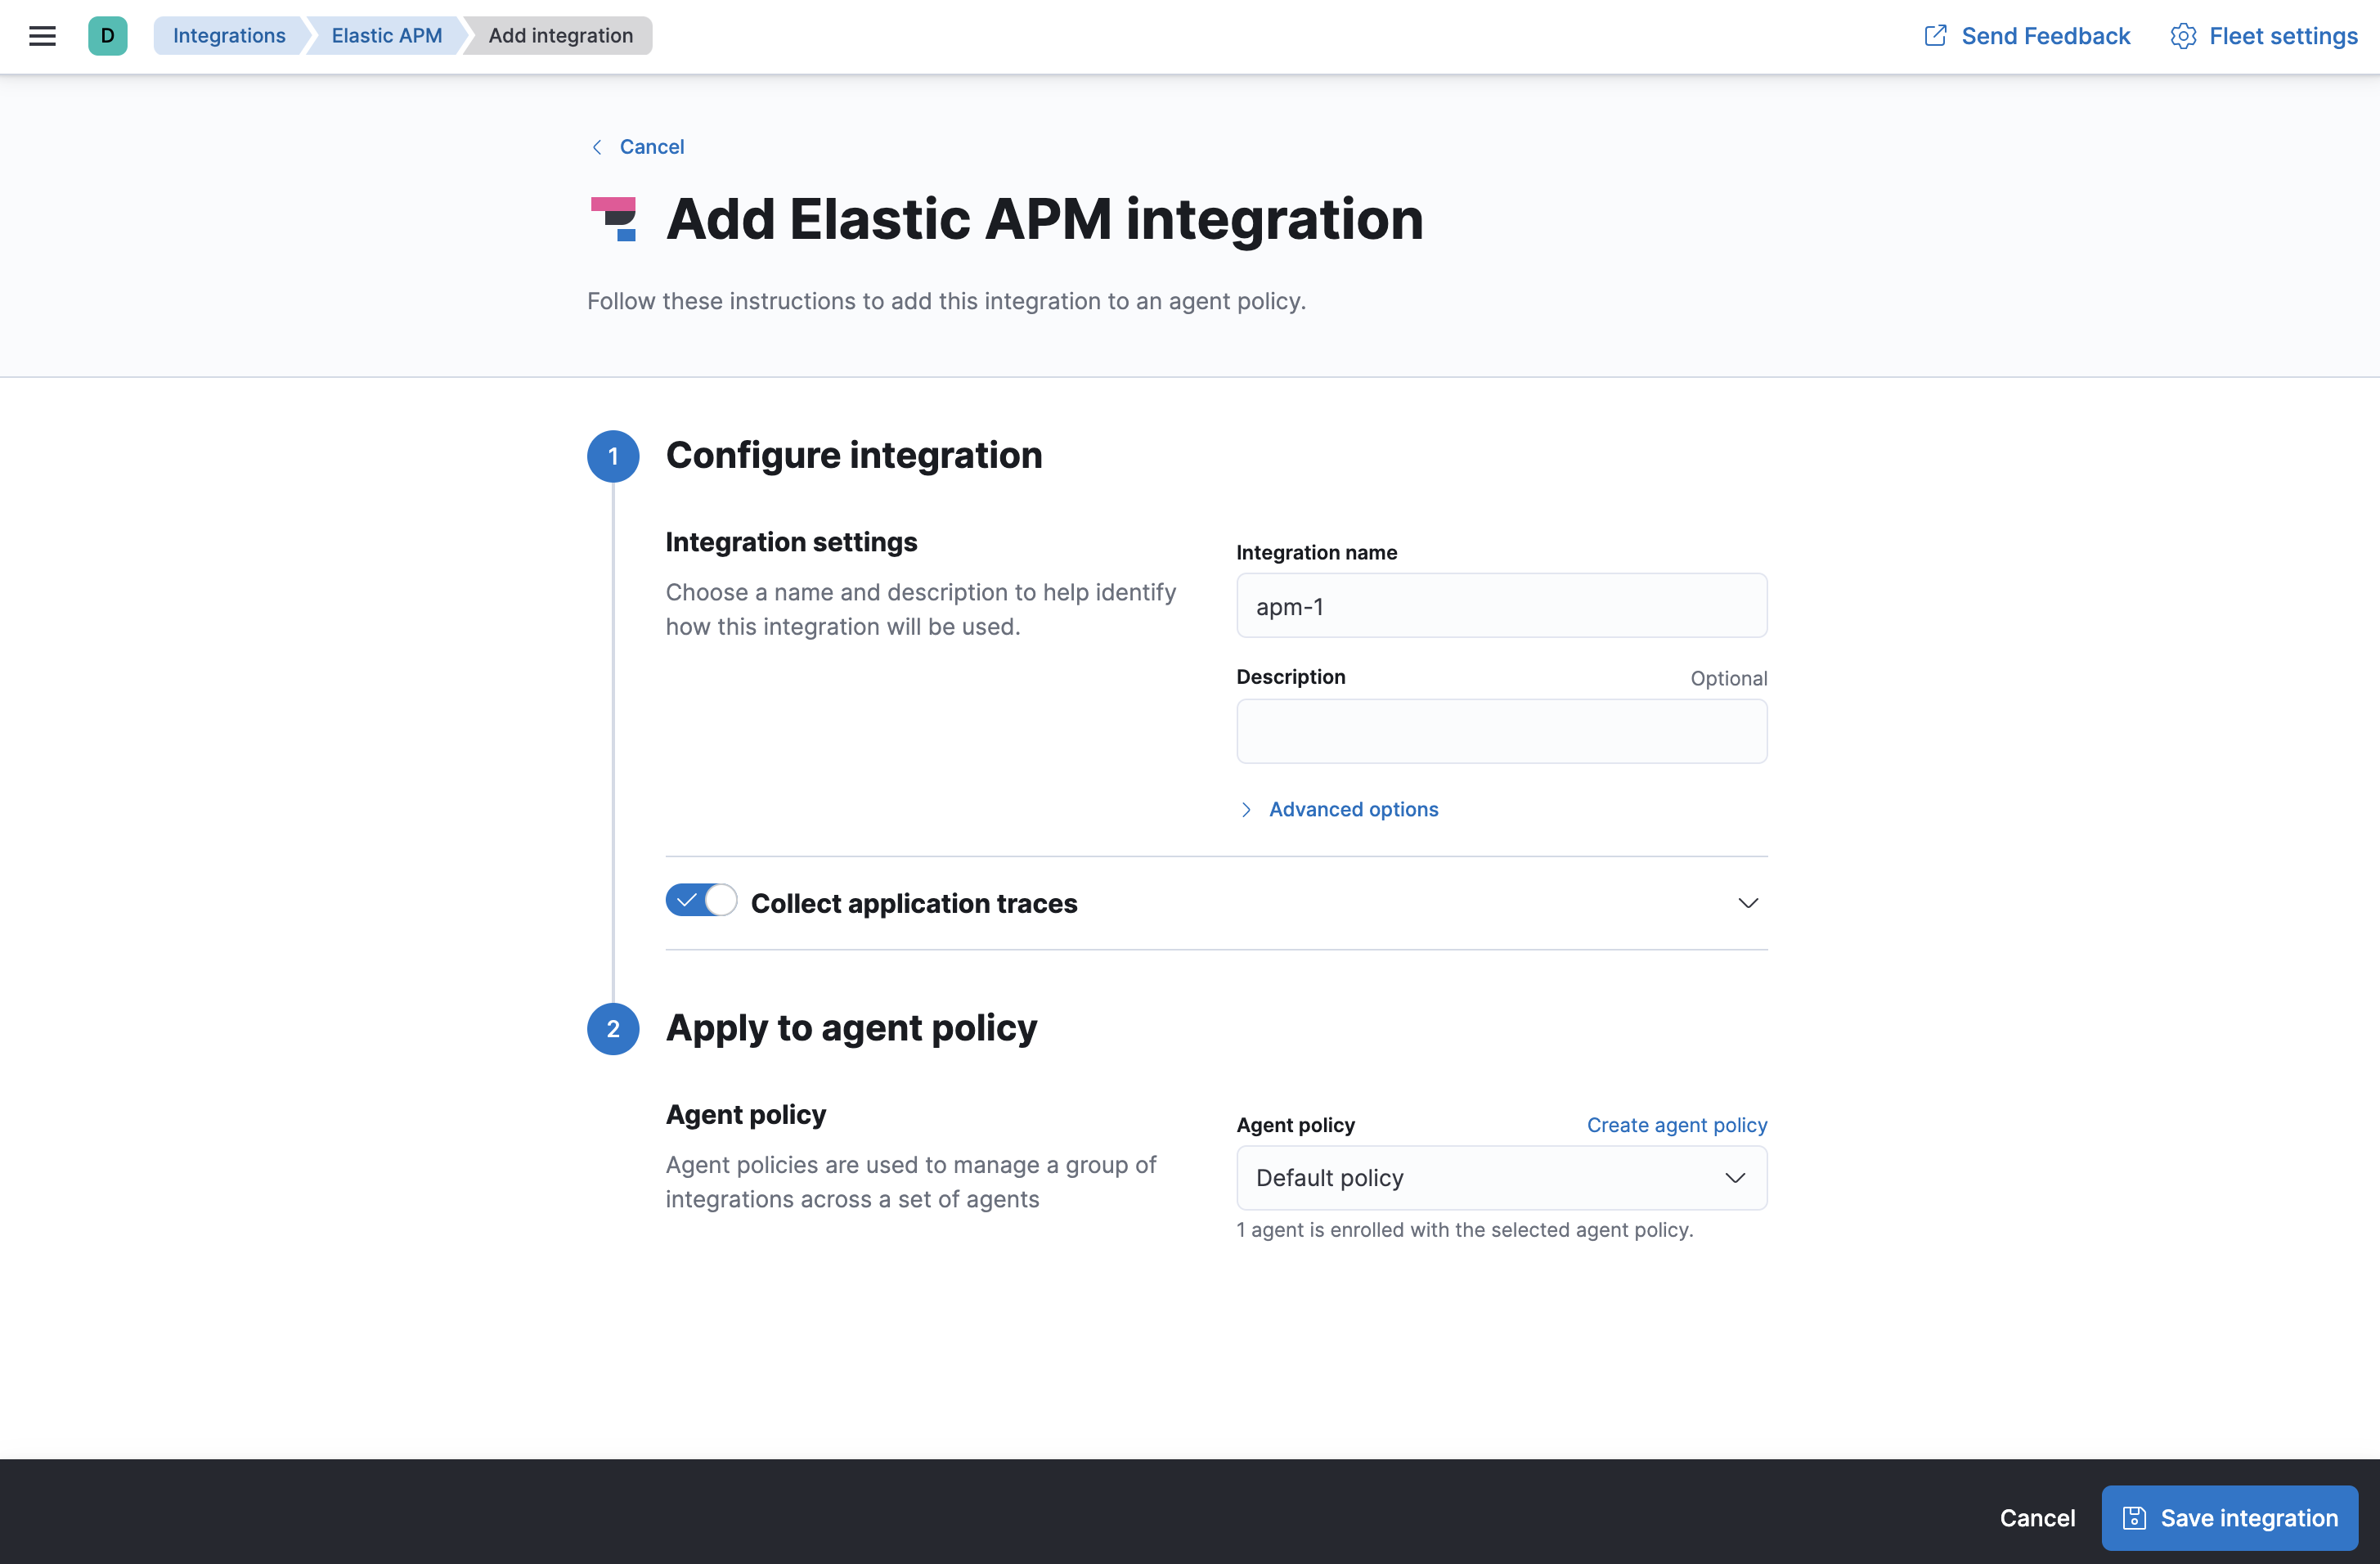 D
Integrations
Elastic APM
Add integration
Send Feedback
Fleet settings
Cancel
Add Elastic APM integration
Follow these instructions to add this integration to an agent policy.
1
Configure integration
Integration settings
Choose a name and description to help identify
how this integration will be used.
Integration name
apm-1
Description
Optional
Advanced options
Collect application traces
2
Apply to agent policy
Agent policy
Agent policies are used to manage a group of
integrations across a set of agents
Agent policy
Create agent policy
Default policy
1 agent is enrolled with the selected agent policy.
Cancel
Save integration